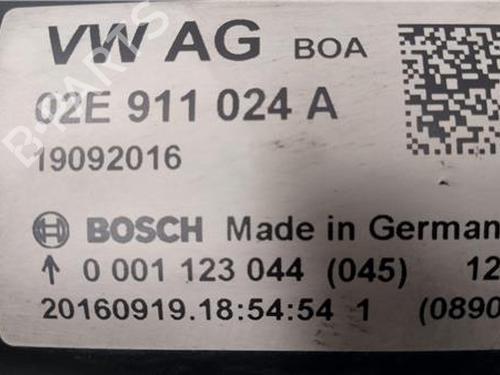 VW AG BOA
02E 911 024 A
19092016
BOSCH Made in German
↑ 0 001 123 044 (045) 12
20160919.18:54:54 1 (0890
B-PARTS